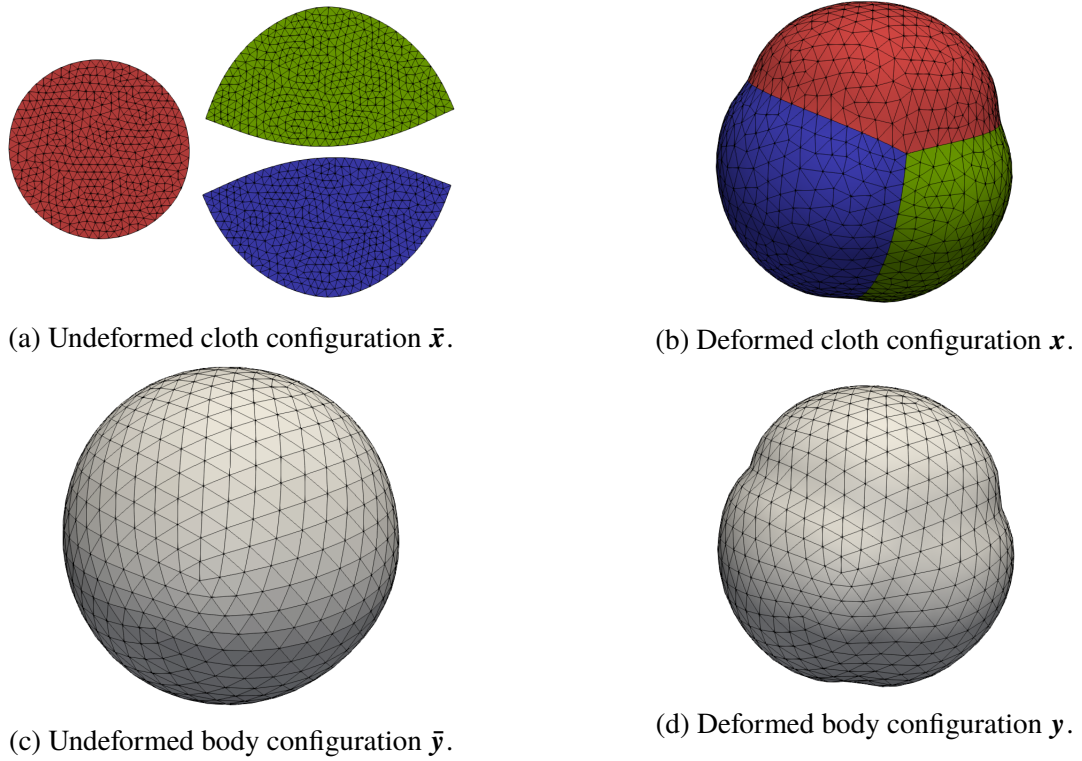 (a) Undeformed cloth configuration x̄.
(b) Deformed cloth configuration x.
(c) Undeformed body configuration ȳ.
(d) Deformed body configuration y.